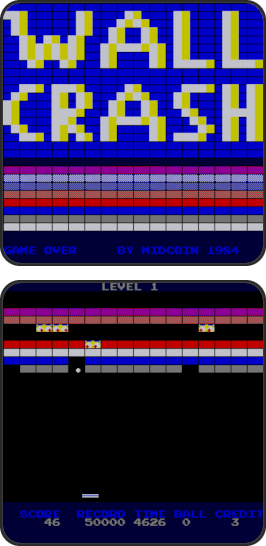 WALL
CRASH
GAME OVER BY MIDCOIN 1984
LEVEL 1
SCORE RECORD TIME BALL CREDIT
46 50000 4626 0 3